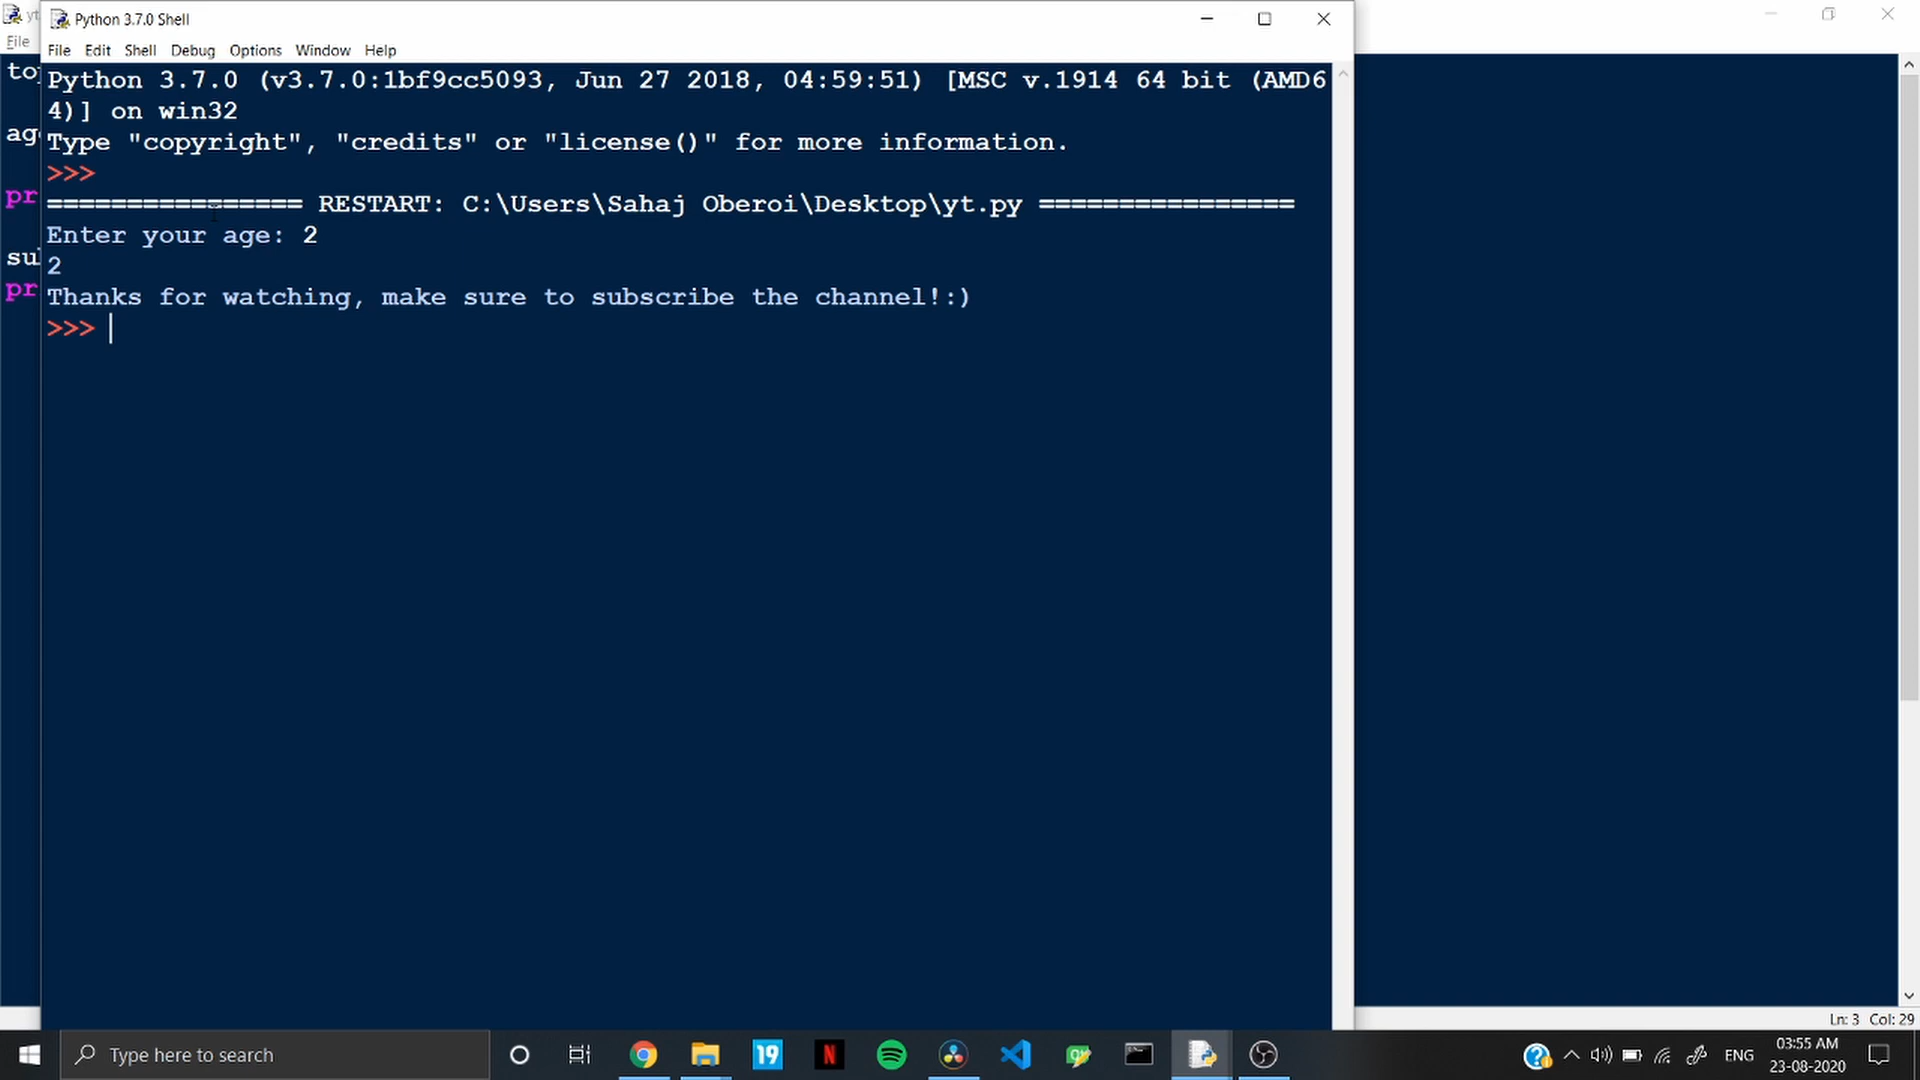 Python 3.7.0 Shell
File Edit Shell Debug Options Window Help
File
Python 3.7.0 (v3.7.0:1bf9cc5093, Jun 27 2018, 04:59:51) [MSC v.1914 64 bit (AMD6
4)] on win32
Type "copyright", "credits" or "license()" for more information.
>>>
================ RESTART: C:\Users\Sahaj Oberoi\Desktop\yt.py ================
Enter your age: 2
2
Thanks for watching, make sure to subscribe the channel!:)
>>>
pr
pr
Ln: 3 Col: 29
Type here to search
19
N
ENG
03:55 AM
23-08-2020